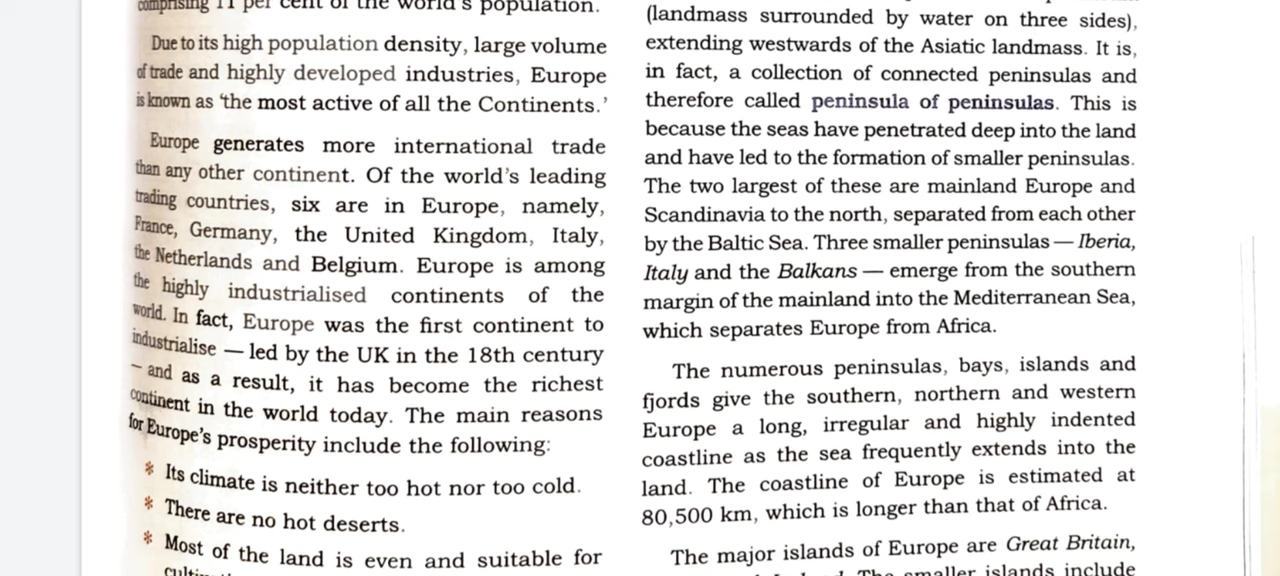 comprising 11 per cent of the world's population.
Due to its high population density, large volume
of trade and highly developed industries, Europe
is known as 'the most active of all the Continents.'
Europe generates more international trade
than any other continent. Of the world's leading
trading countries, six are in Europe, namely,
France, Germany, the United Kingdom, Italy,
the Netherlands and Belgium. Europe is among
the highly industrialised continents of the
world. In fact, Europe was the first continent to
industrialise — led by the UK in the 18th century
– and as a result, it has become the richest
continent in the world today. The main reasons
for Europe's prosperity include the following:
* Its climate is neither too hot nor too cold.
* There are no hot deserts.
* Most of the land is even and suitable for
(landmass surrounded by water on three sides),
extending westwards of the Asiatic landmass. It is,
in fact, a collection of connected peninsulas and
therefore called peninsula of peninsulas. This is
because the seas have penetrated deep into the land
and have led to the formation of smaller peninsulas.
The two largest of these are mainland Europe and
Scandinavia to the north, separated from each other
by the Baltic Sea. Three smaller peninsulas — Iberia,
Italy and the Balkans — emerge from the southern
margin of the mainland into the Mediterranean Sea,
which separates Europe from Africa.
The numerous peninsulas, bays, islands and
fjords give the southern, northern and western
Europe a long, irregular and highly indented
coastline as the sea frequently extends into the
land. The coastline of Europe is estimated at
80,500 km, which is longer than that of Africa.
The major islands of Europe are Great Britain,
The smaller islands include